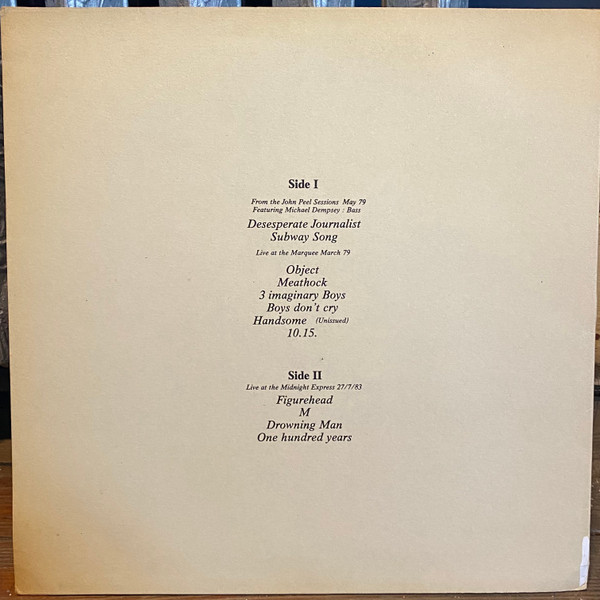 Side I
From the John Peel Sessions May 79
Featuring Michael Dempsey : Bass
Desesperate Journalist
Subway Song
Live at the Marquee March 79
Object
Meathock
3 imaginary Boys
Boys don't cry
Handsome (Unissued)
10.15.
Side II
Live at the Midnight Express 27/7/83
Figurehead
M
Drowning Man
One hundred years